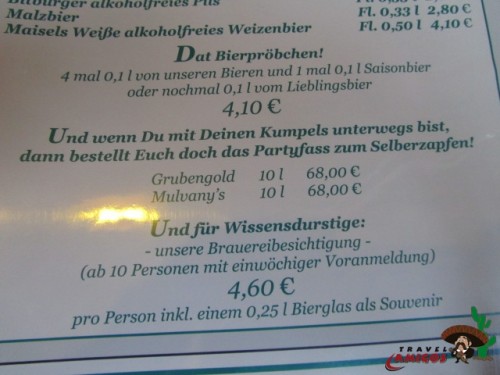 Bitburger alkoholfreies Pils
Malzbier Fl. 0,33 l 2,80 €
Maisels Weiße alkoholfreies Weizenbier Fl. 0,50 l 4,10 €
Dat Bierpröbchen!
4 mal 0,1 l von unseren Bieren und 1 mal 0,1 l Saisonbier
oder nochmal 0,1 l vom Lieblingsbier
4,10 €
Und wenn Du mit Deinen Kumpels unterwegs bist,
dann bestellt Euch doch das Partyfass zum Selberzapfen!
Grubengold 10 l 68,00 €
Mulvany's 10 l 68,00 €
Und für Wissensdurstige:
- unsere Brauereibesichtigung -
(ab 10 Personen mit einwöchiger Voranmeldung)
4,60 €
pro Person inkl. einem 0,25 l Bierglas als Souvenir
TRAVEL
AMIGOS